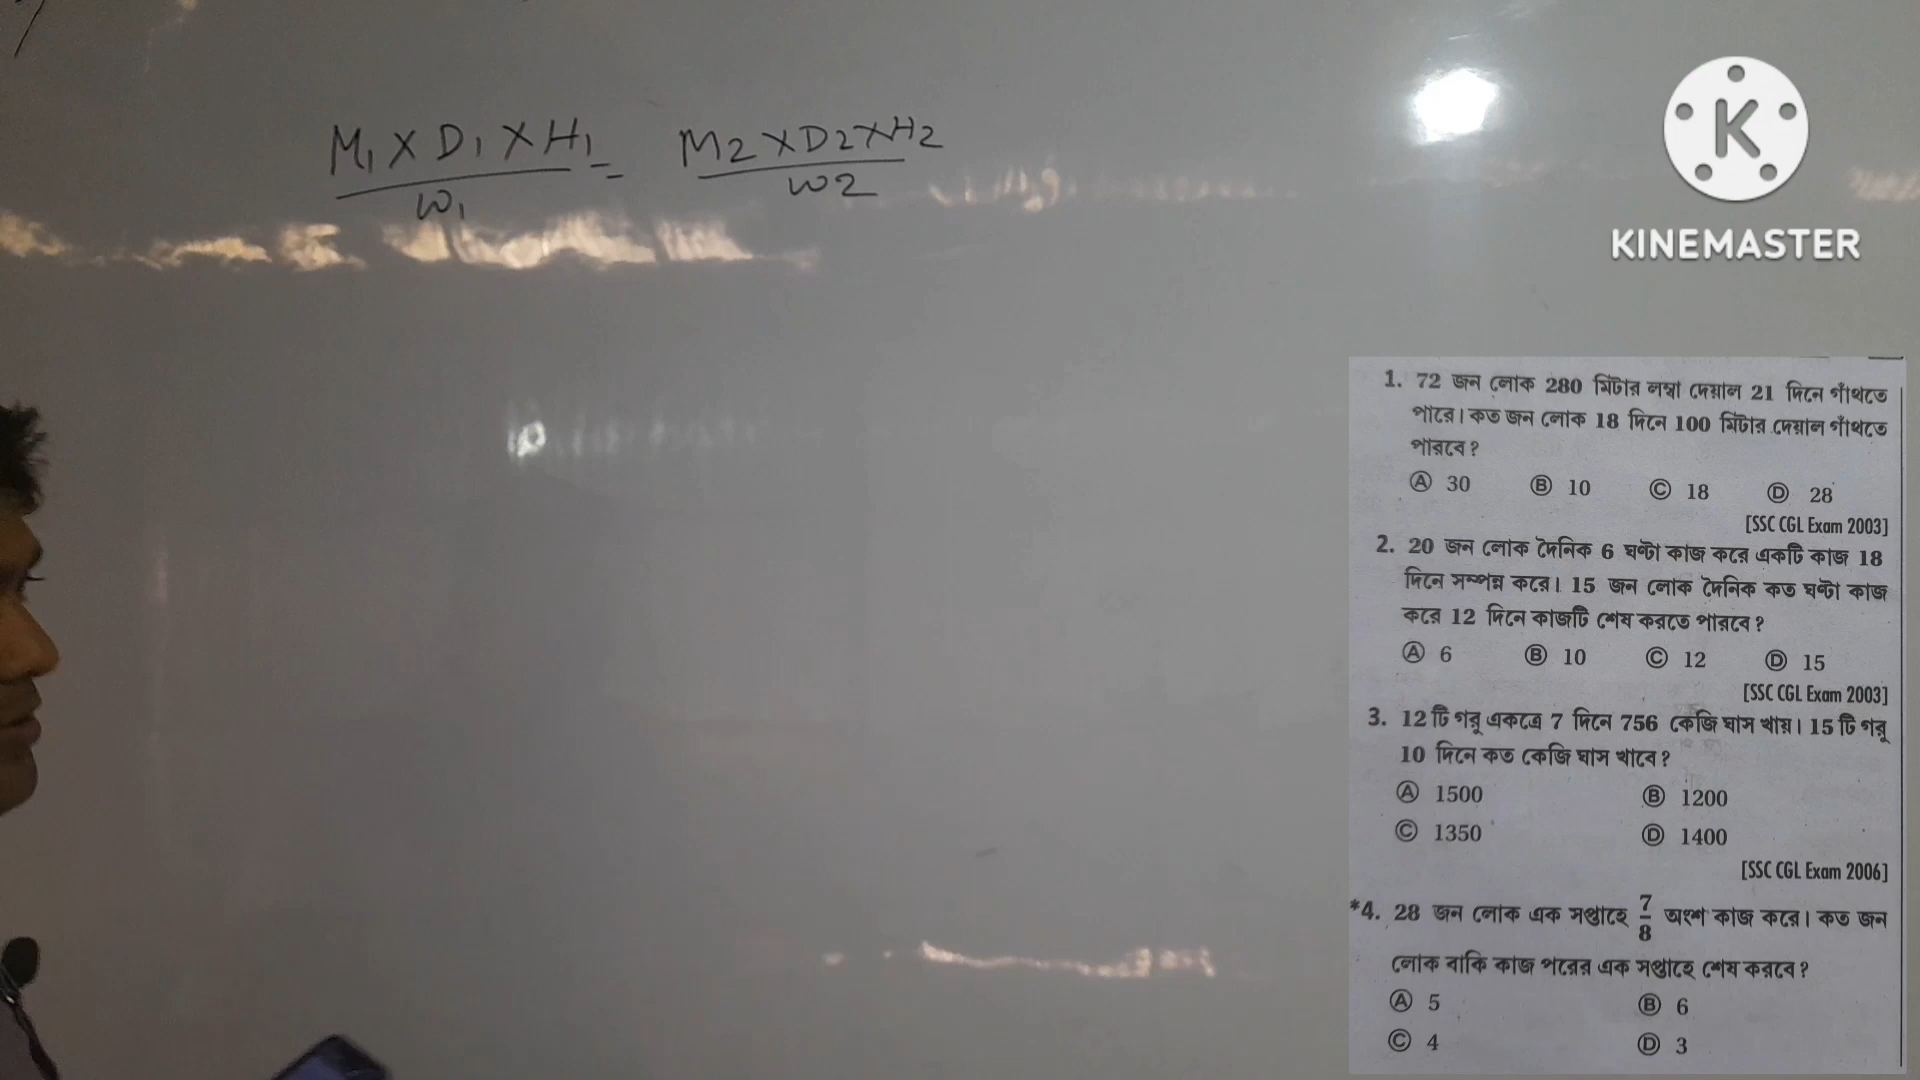 M₁ X D₁ X H₁ = M2 X D2 X H2
W₁ W2
KINEMASTER
1. 72 জন লোক 280 মিটার লম্বা দেয়াল 21 দিনে গাঁথতে
পারে। কত জন লোক 18 দিনে 100 মিটার দেয়াল গাঁথতে
পারবে?
Ⓐ 30 Ⓑ 10 Ⓒ 18 Ⓓ 28
[SSC CGL Exam 2003]
2. 20 জন লোক দৈনিক 6 ঘণ্টা কাজ করে একটি কাজ 18
দিনে সম্পন্ন করে। 15 জন লোক দৈনিক কত ঘণ্টা কাজ
করে 12 দিনে কাজটি শেষ করতে পারবে?
Ⓐ 6 Ⓑ 10 Ⓒ 12 Ⓓ 15
[SSC CGL Exam 2003]
3. 12 টি গরু একত্রে 7 দিনে 756 কেজি ঘাস খায়। 15 টি গরু
10 দিনে কত কেজি ঘাস খাবে?
Ⓐ 1500 Ⓑ 1200
Ⓒ 1350 Ⓓ 1400
[SSC CGL Exam 2006]
*4. 28 জন লোক এক সপ্তাহে 7/8 অংশ কাজ করে। কত জন
লোক বাকি কাজ পরের এক সপ্তাহে শেষ করবে?
Ⓐ 5 Ⓑ 6
Ⓒ 4 Ⓓ 3